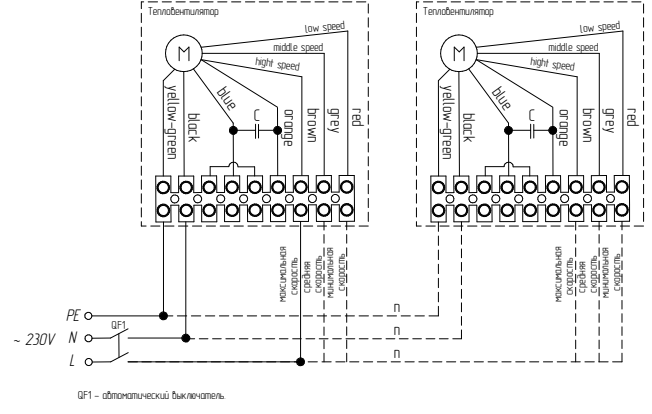 Тепловентилятор
low speed
middle speed
hight speed
M
yellow-green
black
blue
C
orange
brown
grey
red
максимальная скорость
средняя скорость
минимальная скорость
Тепловентилятор
low speed
middle speed
hight speed
M
yellow-green
black
blue
C
orange
brown
grey
red
максимальная скорость
средняя скорость
минимальная скорость
PE
n
QF1
~ 230V
N
n
L
n
QF1 – автоматический выключатель.